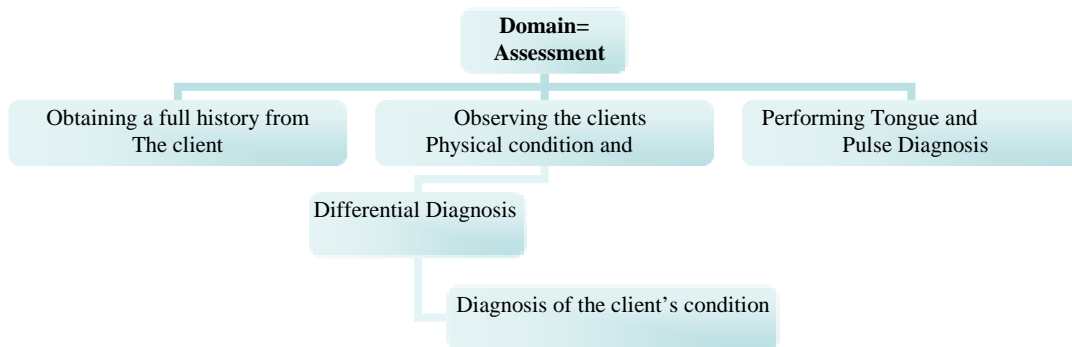 Domain=
Assessment
Obtaining a full history from
The client
Observing the clients
Physical condition and
Performing Tongue and
Pulse Diagnosis
Differential Diagnosis
Diagnosis of the client’s condition